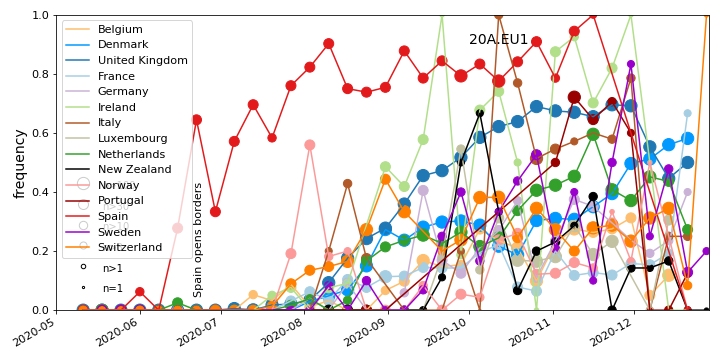 1.0
0.8
0.6
0.4
0.2
0.0
frequency
20A.EU1
Belgium
Denmark
United Kingdom
France
Germany
Ireland
Italy
Luxembourg
Netherlands
New Zealand
Norway
Portugal
Spain
Sweden
Switzerland
n>1
n=1
Spain opens borders
2020-05
2020-06
2020-07
2020-08
2020-09
2020-10
2020-11
2020-12